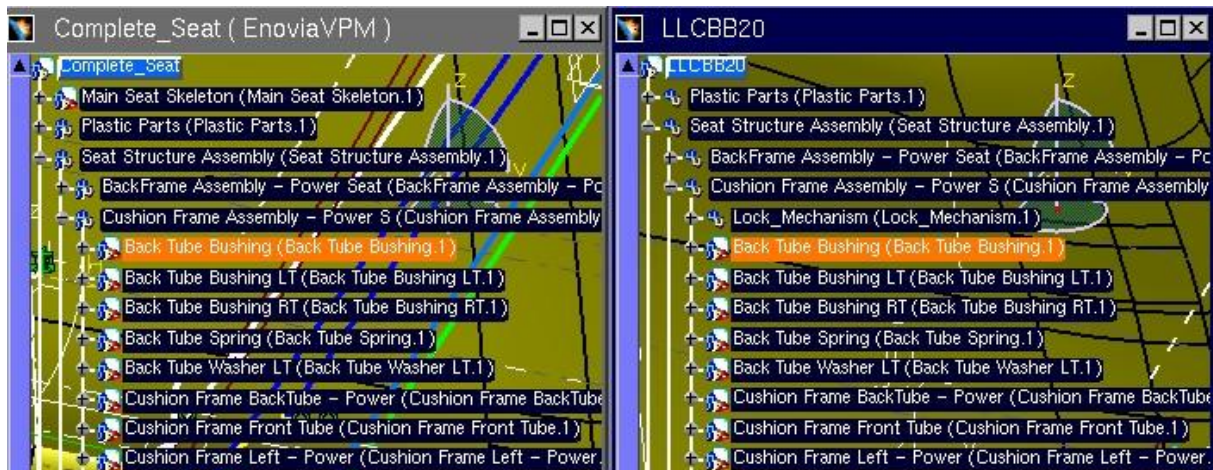 Complete_Seat ( EnoviaVPM )
Complete_Seat
Main Seat Skeleton (Main Seat Skeleton.1)
Plastic Parts (Plastic Parts.1)
Seat Structure Assembly (Seat Structure Assembly.1)
BackFrame Assembly - Power Seat (BackFrame Assembly - Po
Cushion Frame Assembly - Power S (Cushion Frame Assembly
Back Tube Bushing (Back Tube Bushing.1)
Back Tube Bushing LT (Back Tube Bushing LT.1)
Back Tube Bushing RT (Back Tube Bushing RT.1)
Back Tube Spring (Back Tube Spring.1)
Back Tube Washer LT (Back Tube Washer LT.1)
Cushion Frame BackTube - Power (Cushion Frame BackTube
Cushion Frame Front Tube (Cushion Frame Front Tube.1)
Cushion Frame Left - Power (Cushion Frame Left - Power.
z
LLCBB20
LLCBB20
Plastic Parts (Plastic Parts.1)
Seat Structure Assembly (Seat Structure Assembly.1)
BackFrame Assembly - Power Seat (BackFrame Assembly - Po
Cushion Frame Assembly - Power S (Cushion Frame Assembly
Lock_Mechanism (Lock_Mechanism.1)
Back Tube Bushing (Back Tube Bushing.1)
Back Tube Bushing LT (Back Tube Bushing LT.1)
Back Tube Bushing RT (Back Tube Bushing RT.1)
Back Tube Spring (Back Tube Spring.1)
Back Tube Washer LT (Back Tube Washer LT.1)
Cushion Frame BackTube - Power (Cushion Frame BackTube
Cushion Frame Front Tube (Cushion Frame Front Tube.1)
Cushion Frame Left - Power (Cushion Frame Left - Power.
z